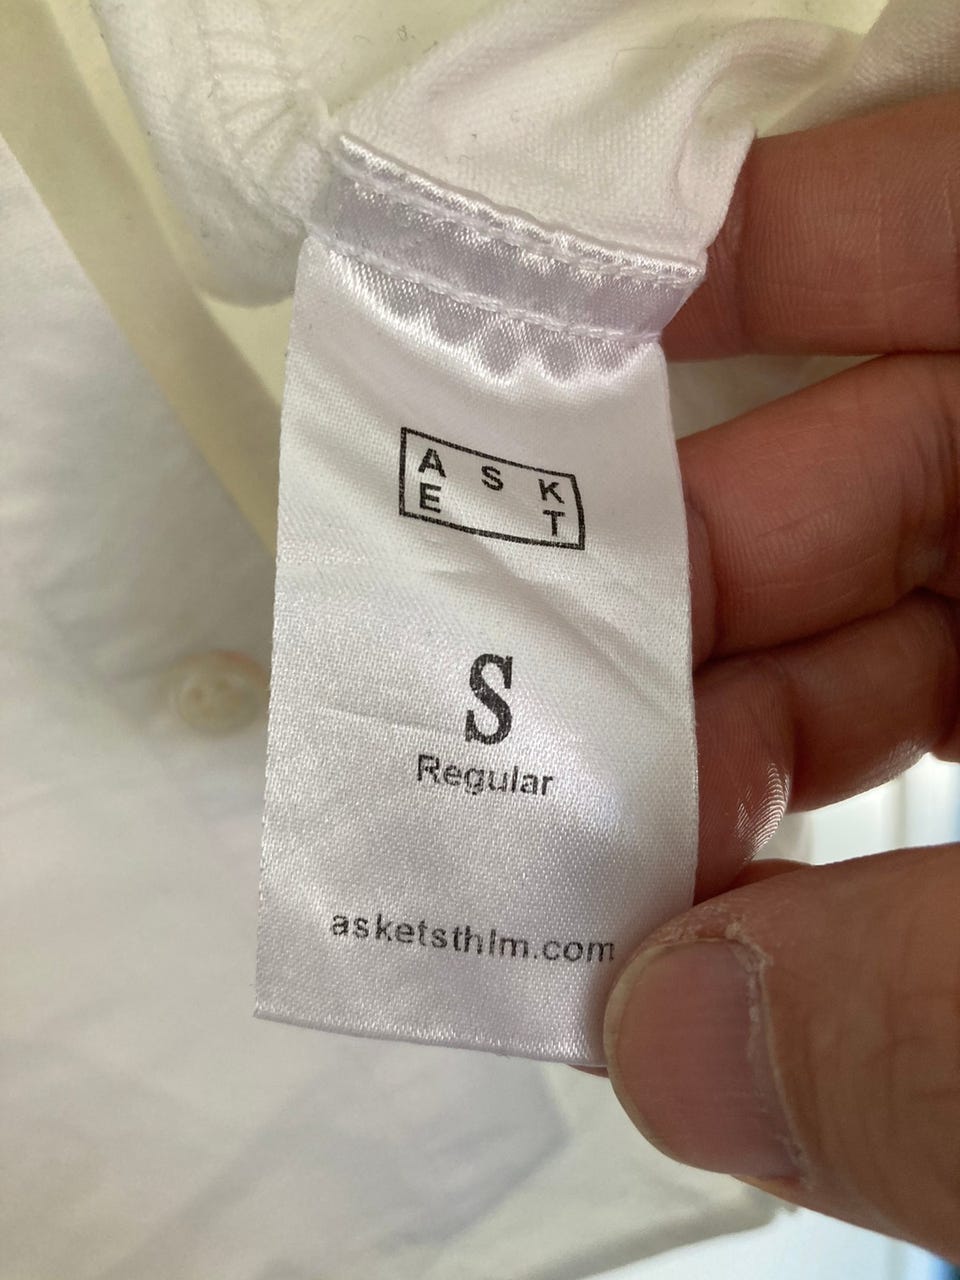 A S K
E T
S
Regular
asketsthlm.com